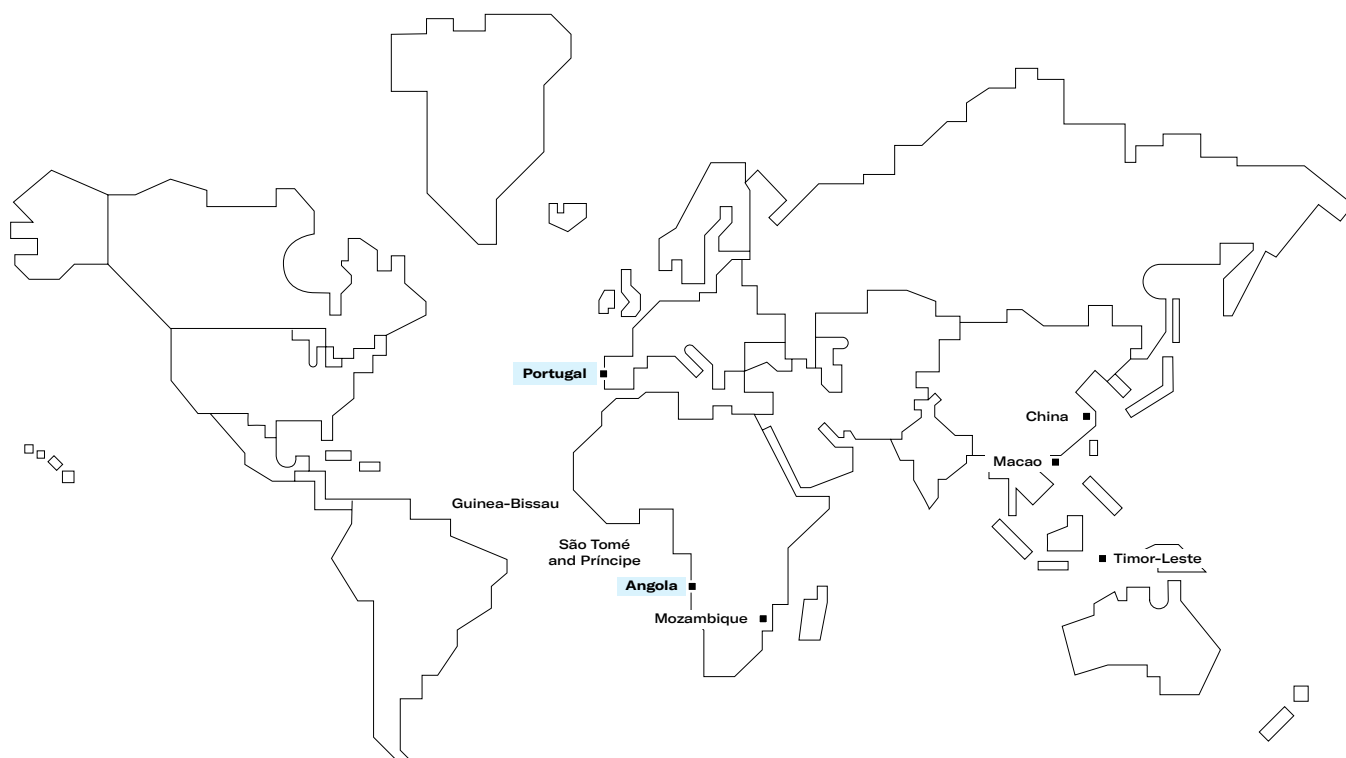 Portugal
China
Macao
Guinea-Bissau
São Tomé
and Príncipe
Timor-Leste
Angola
Mozambique